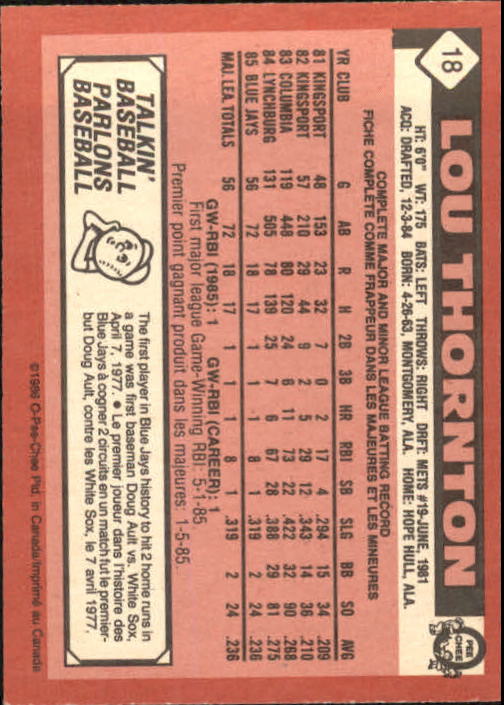 18
LOU THORNTON
O PEE CHEE
HT: 6'0" WT: 175 BATS: LEFT THROWS: RIGHT DRFT: METS #19-JUNE, 1981
ACQ: DRAFTED, 12-3-84 BORN: 4-26-63, MONTGOMERY, ALA. HOME: HOPE HULL, ALA.
COMPLETE MAJOR AND MINOR LEAGUE BATTING RECORD
FICHE COMPLÈTE COMME FRAPPEUR DANS LES MAJEURES ET LES MINEURES
YR CLUB G AB R H 2B 3B HR RBI SB SLG BB SO AVG
81 KINGSPORT 48 153 23 32 7 0 2 17 4 .294 15 34 .209
82 KINGSPORT 57 210 29 44 9 2 5 29 12 .343 14 36 .210
83 COLUMBIA 119 448 80 120 24 6 11 73 22 .422 32 90 .268
84 LYNCHBURG 131 505 78 139 25 7 6 67 28 .388 29 81 .275
85 BLUE JAYS 56 72 18 17 1 1 1 8 1 .319 2 24 .236
MAJ. LEA. TOTALS 56 72 18 17 1 1 1 8 1 .319 2 24 .236
GW-RBI (1985): 1 GW-RBI (CAREER): 1
First major league Game-Winning RBI: 5-1-85
Premier point gagnant produit dans les majeures: 1-5-85.
TALKIN'
BASEBALL
PARLONS
BASEBALL
The first player in Blue Jays history to hit 2 home runs in
a game was first baseman Doug Ault vs. White Sox,
April 7, 1977. • Le premier joueur dans l'histoire des
Blue Jays à cogner 2 circuits en un match fut le premier-
but Doug Ault, contre les White Sox, le 7 avril 1977.
©1986 O-Pee-Chee Ptd. in Canada/Imprimé au Canada